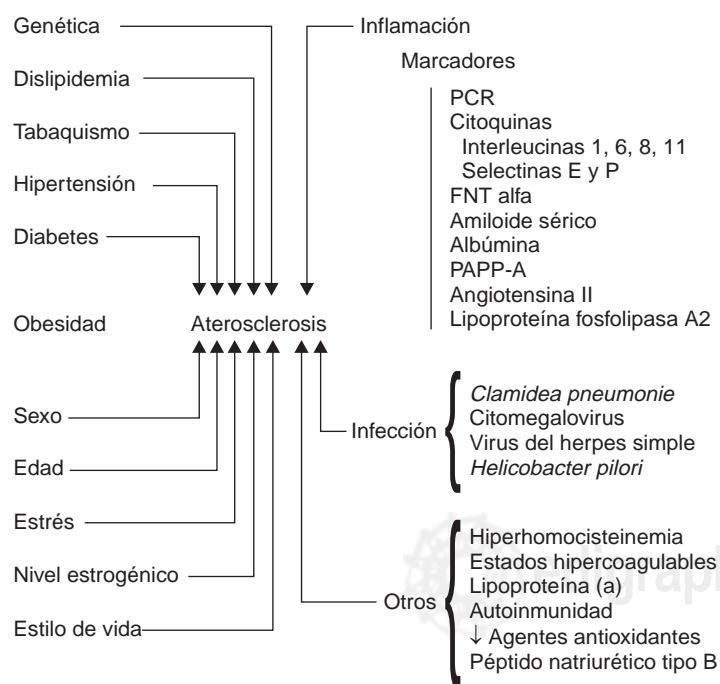 Genética
Dislipidemia
Tabaquismo
Hipertensión
Diabetes
Obesidad
Aterosclerosis
Sexo
Edad
Estrés
Nivel estrogénico
Estilo de vida
Inflamación
Marcadores
PCR
Citoquinas
Interleucinas 1, 6, 8, 11
Selectinas E y P
FNT alfa
Amiloide sérico
Albúmina
PAPP-A
Angiotensina II
Lipoproteína fosfolipasa A2
Infección
Clamidea pneumonie
Citomegalovirus
Virus del herpes simple
Helicobacter pilori
Otros
Hiperhomocisteinemia
Estados hipercoagulables
Lipoproteína (a)
Autoinmunidad
↓ Agentes antioxidantes
Péptido natriurético tipo B